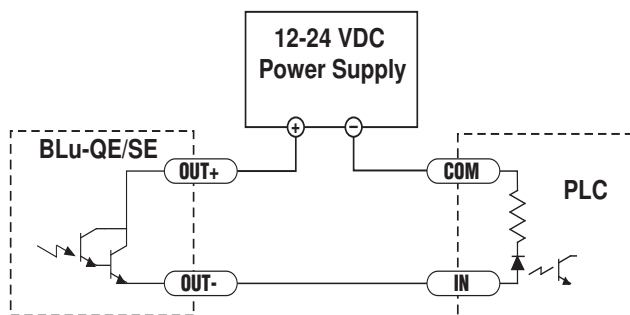 12-24 VDC
Power Supply
+ −
BLu-QE/SE
OUT+
COM
PLC
OUT-
IN